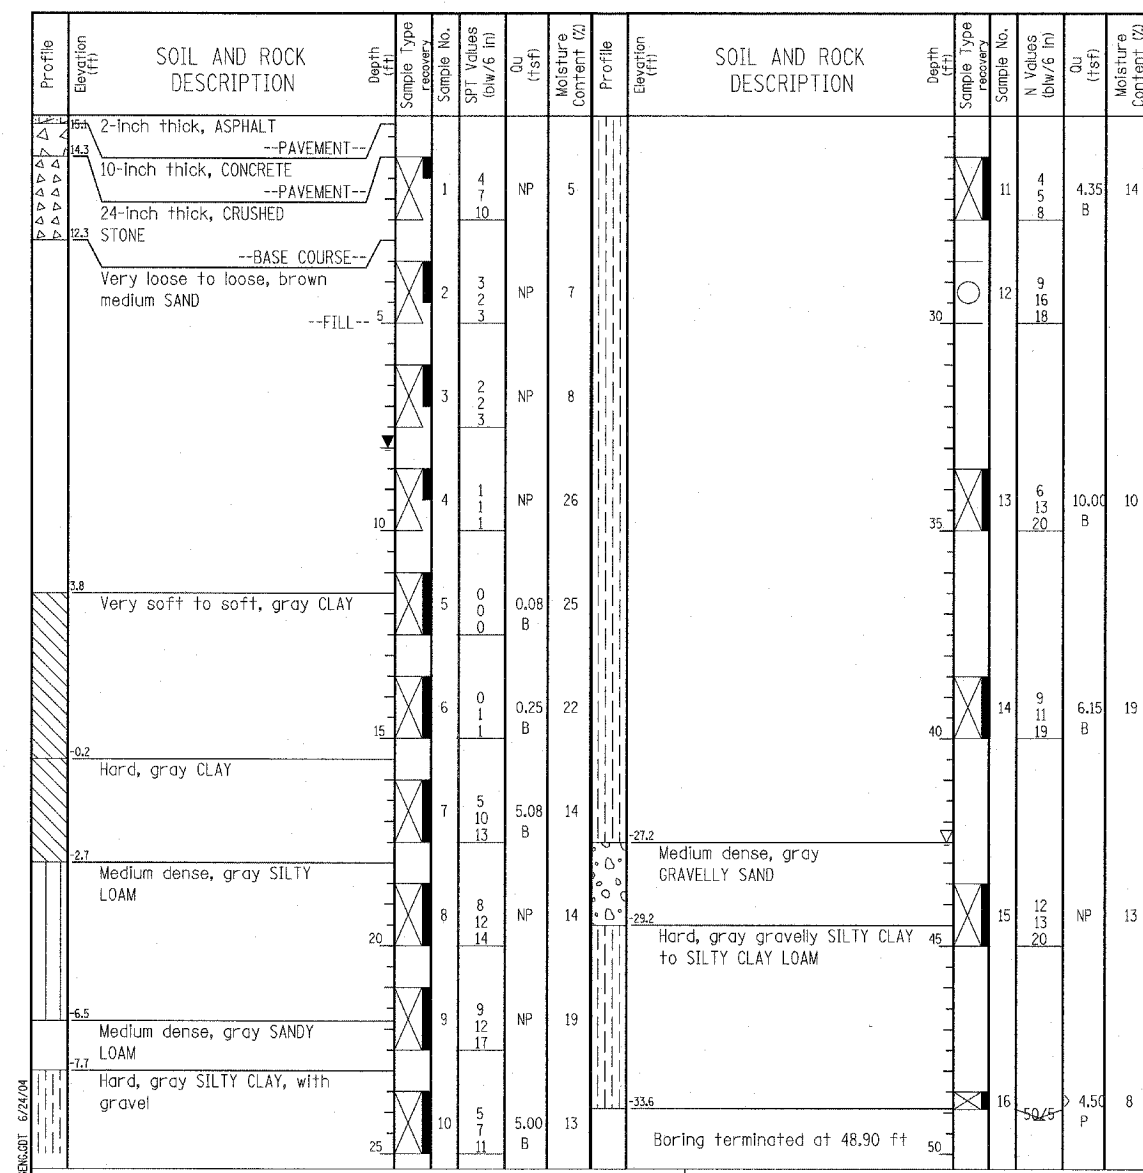 Profile
Elevation
(ft)
SOIL AND ROCK
DESCRIPTION
Depth
(ft)
Sample Type
recovery
Sample No.
SPT Values
(blw/6 in)
Qu
(tsf)
Moisture
Content (%)
15.1 2-inch thick, ASPHALT
--PAVEMENT--
14.3
10-inch thick, CONCRETE
--PAVEMENT--
1 4 7 10 NP 5
24-inch thick, CRUSHED
12.3 STONE
--BASE COURSE--
Very loose to loose, brown
medium SAND
2 3 2 3 NP 7
--FILL-- 5
3 2 2 3 NP 8
4 1 1 1 NP 26
10
3.8
Very soft to soft, gray CLAY
5 0 0 0 0.08 B 25
6 0 1 1 0.25 B 22
15
-0.2
Hard, gray CLAY
7 5 10 13 5.08 B 14
-2.7
Medium dense, gray SILTY
LOAM
8 8 12 14 NP 14
20
-6.5
9 9 12 17 NP 19
Medium dense, gray SANDY
LOAM
-7.7
Hard, gray SILTY CLAY, with
gravel
10 5 7 11 5.00 B 13
25
Profile
Elevation
(ft)
SOIL AND ROCK
DESCRIPTION
Depth
(ft)
Sample Type
recovery
Sample No.
N Values
(blw/6 in)
Qu
(tsf)
Moisture
Content (%)
11 4 5 8 4.35 B 14
12 9 16 18
30
13 6 13 20 10.00 B 10
35
14 9 11 19 6.15 B 19
40
-27.2
Medium dense, gray
GRAVELLY SAND
15 12 13 20 NP 13
-29.2
Hard, gray gravelly SILTY CLAY 45
to SILTY CLAY LOAM
-33.6
16 50/5 4.50 P 8
Boring terminated at 48.90 ft 50
ENG.GDT 6/24/04